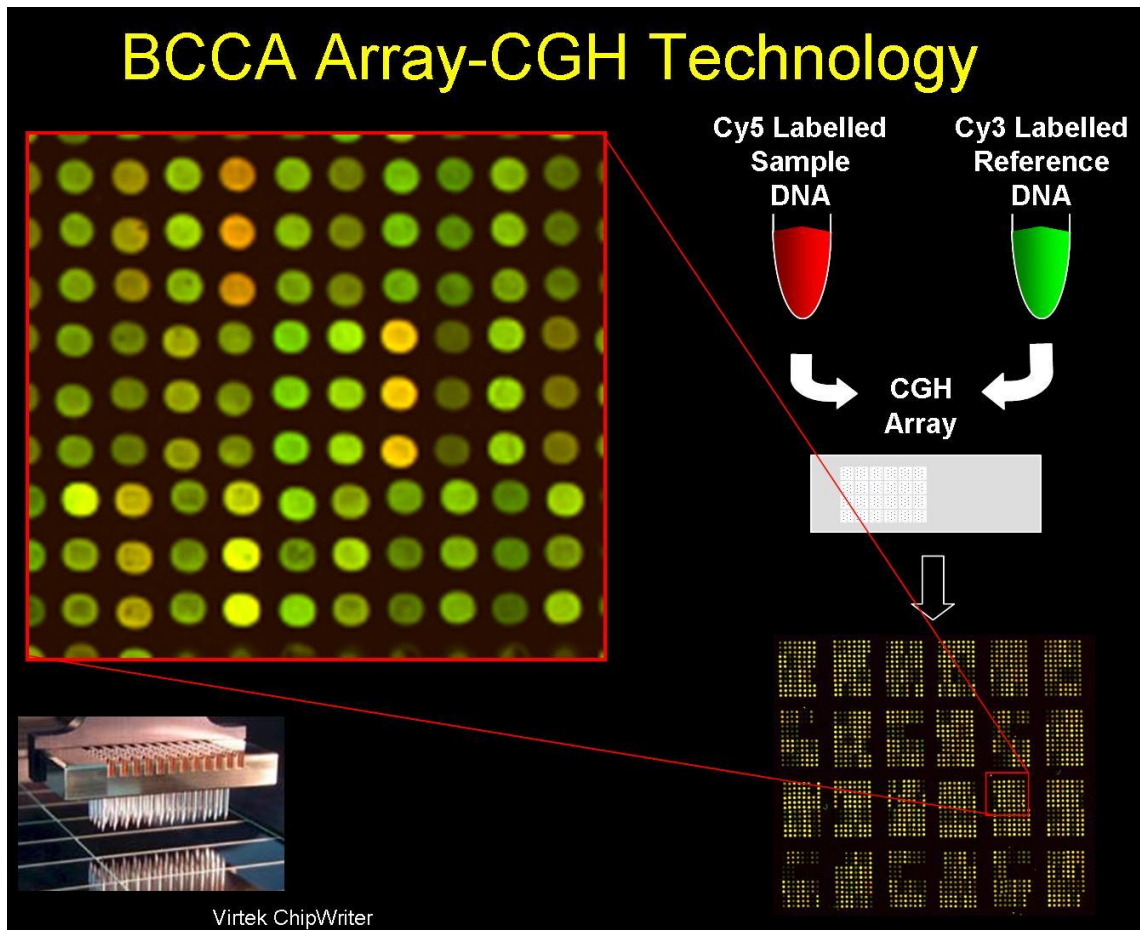 BCCA Array-CGH Technology
Cy5 Labelled
Sample
DNA
Cy3 Labelled
Reference
DNA
CGH
Array
Virtek ChipWriter